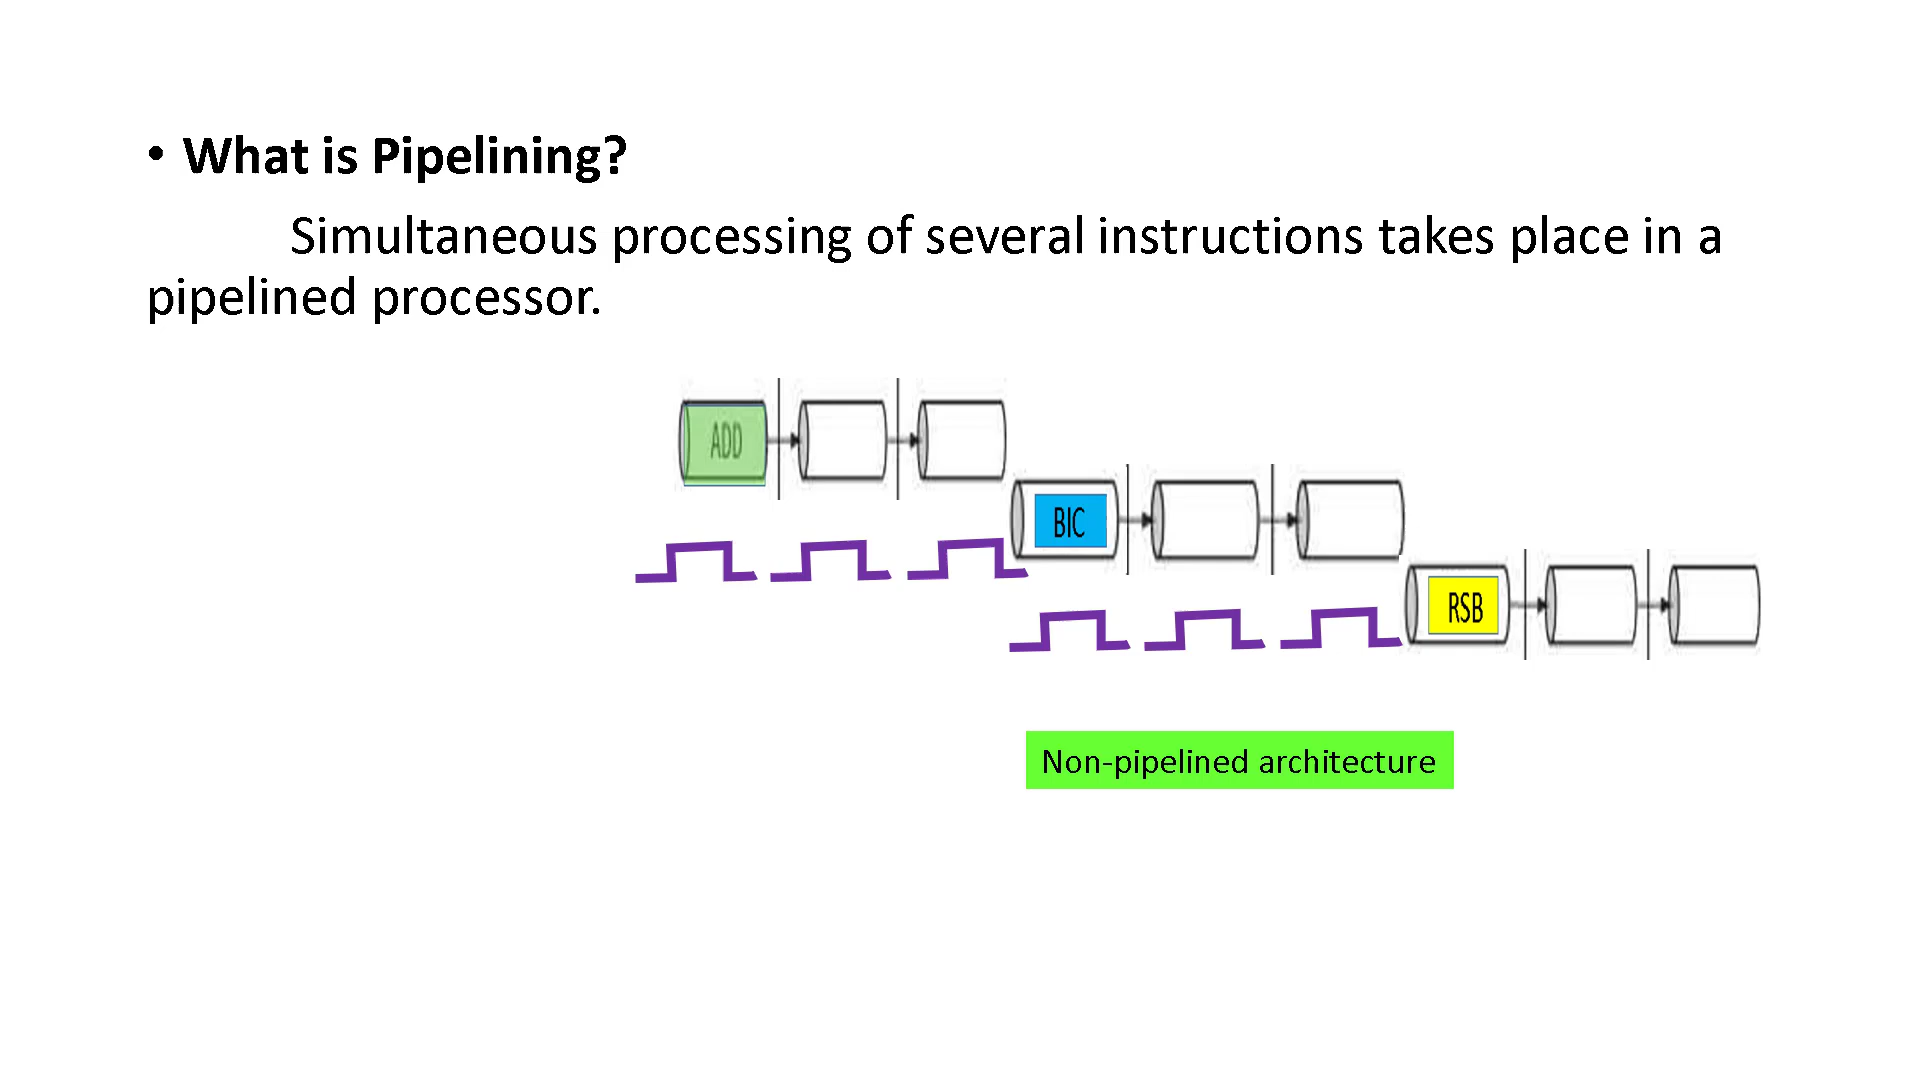 • What is Pipelining?
Simultaneous processing of several instructions takes place in a
pipelined processor.
ADD
BIC
RSB
Non-pipelined architecture